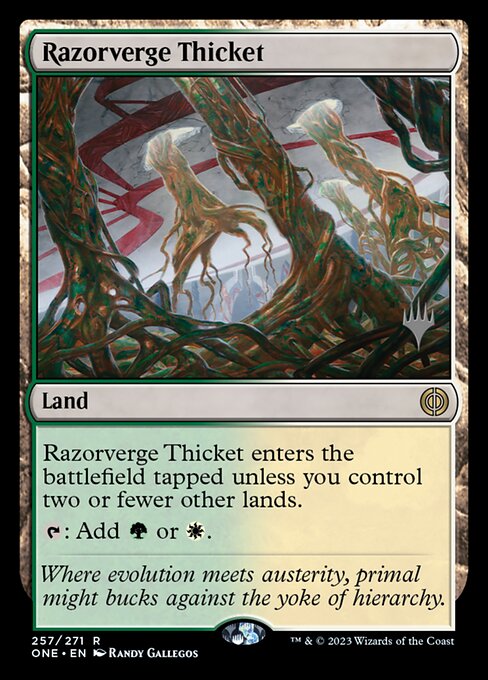 Razorverge Thicket
Land
Razorverge Thicket enters the
battlefield tapped unless you control
two or fewer other lands.
: Add or .
Where evolution meets austerity, primal
might bucks against the yoke of hierarchy.
257/271 R
ONE • EN Randy Gallegos
™ & © 2023 Wizards of the Coast